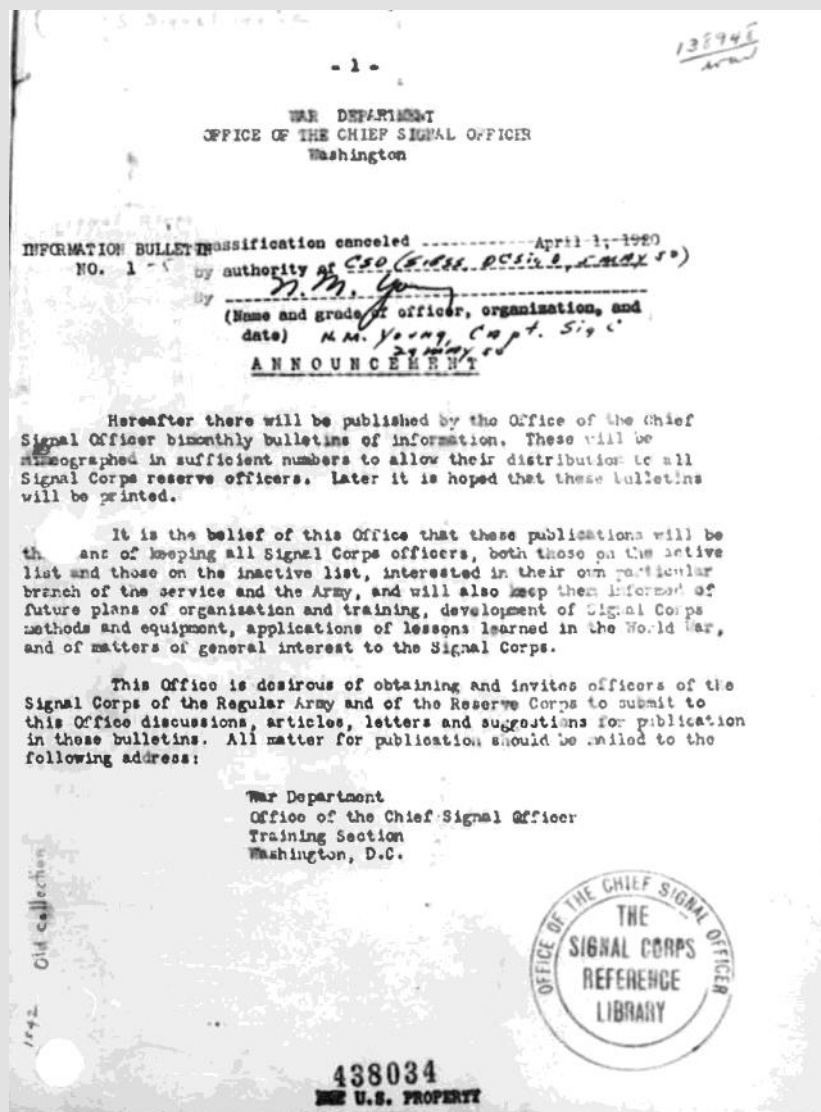 S Signal
138948
- 1 -
WAR DEPARTMENT
OFFICE OF THE CHIEF SIGNAL OFFICER
Washington
INFORMATION BULLETIN assification canceled ----------- April 1, 1920
NO. 1 by authority of CSO
By N. M. Young
(Name and grade of officer, organization, and
date) N.M. Young, Capt. Sig C
ANNOUNCEMENT
Hereafter there will be published by the Office of the Chief
Signal Officer bimonthly bulletins of information. These will be
mimeographed in sufficient numbers to allow their distribution to all
Signal Corps reserve officers. Later it is hoped that these bulletins
will be printed.
It is the belief of this Office that these publications will be
th ans of keeping all Signal Corps officers, both those on the active
list and those on the inactive list, interested in their own particular
branch of the service and the Army, and will also keep them informed of
future plans of organization and training, development of Signal Corps
methods and equipment, applications of lessons learned in the World War,
and of matters of general interest to the Signal Corps.
This Office is desirous of obtaining and invites officers of the
Signal Corps of the Regular Army and of the Reserve Corps to submit to
this Office discussions, articles, letters and suggestions for publication
in these bulletins. All matter for publication should be mailed to the
following address:
War Department
Office of the Chief Signal Officer
Training Section
Washington, D.C.
Old Collection
1542
OFFICE OF THE CHIEF SIGNAL OFFICER
THE
SIGNAL CORPS
REFERENCE
LIBRARY
438034
U.S. PROPERTY